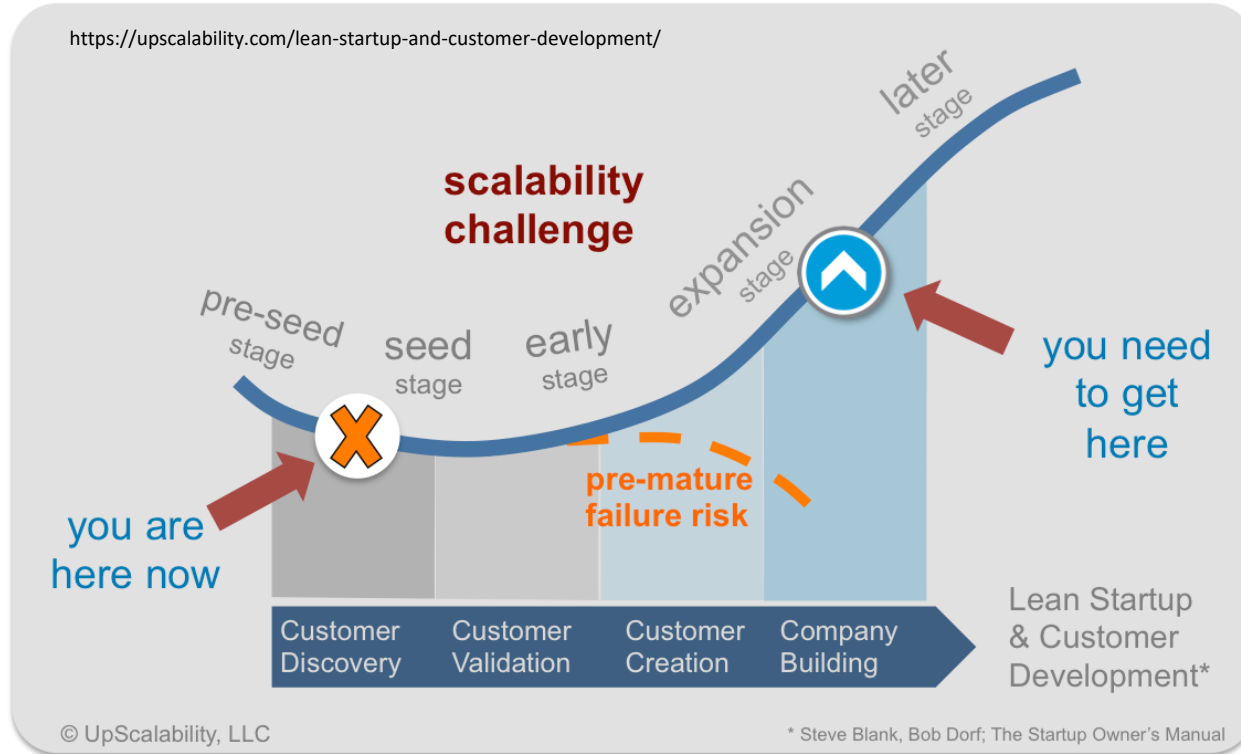 https://upscalability.com/lean-startup-and-customer-development/
later
stage
scalability
challenge
expansion
stage
pre-seed
stage
seed
stage
early
stage
you need
to get
here
pre-mature
failure risk
you are
here now
Customer
Discovery
Customer
Validation
Customer
Creation
Company
Building
Lean Startup
& Customer
Development*
© UpScalability, LLC
* Steve Blank, Bob Dorf; The Startup Owner's Manual